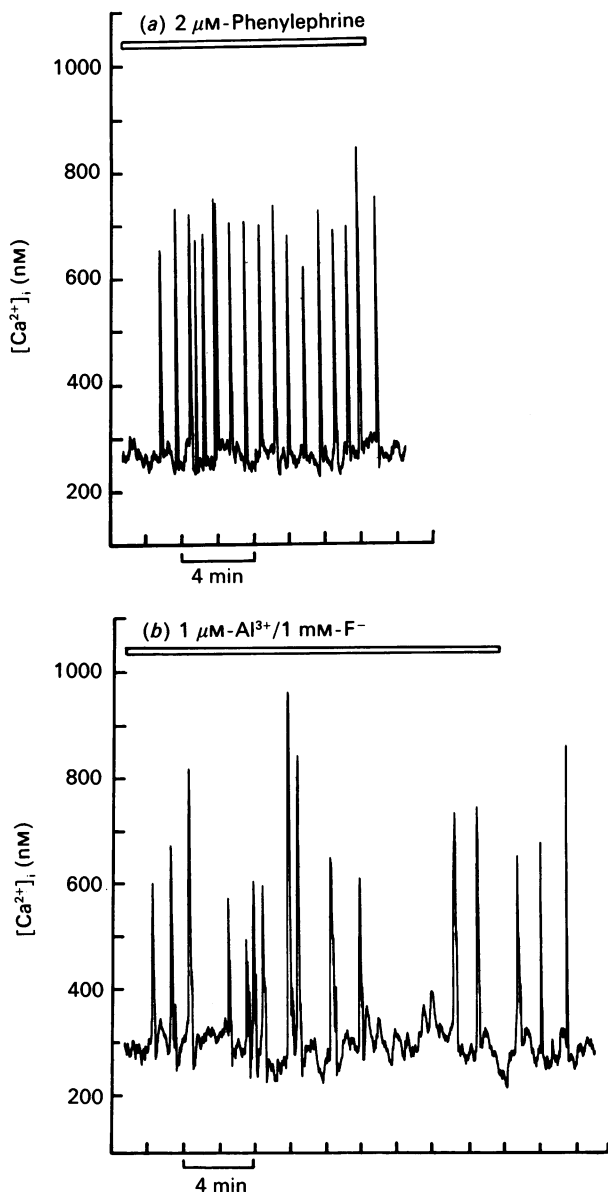 (a) 2 μM-Phenylephrine
1000
800
600
400
200
[Ca²⁺]ᵢ (nM)
4 min
(b) 1 μM-Al³⁺/1 mM-F⁻
1000
800
600
400
200
[Ca²⁺]ᵢ (nM)
4 min